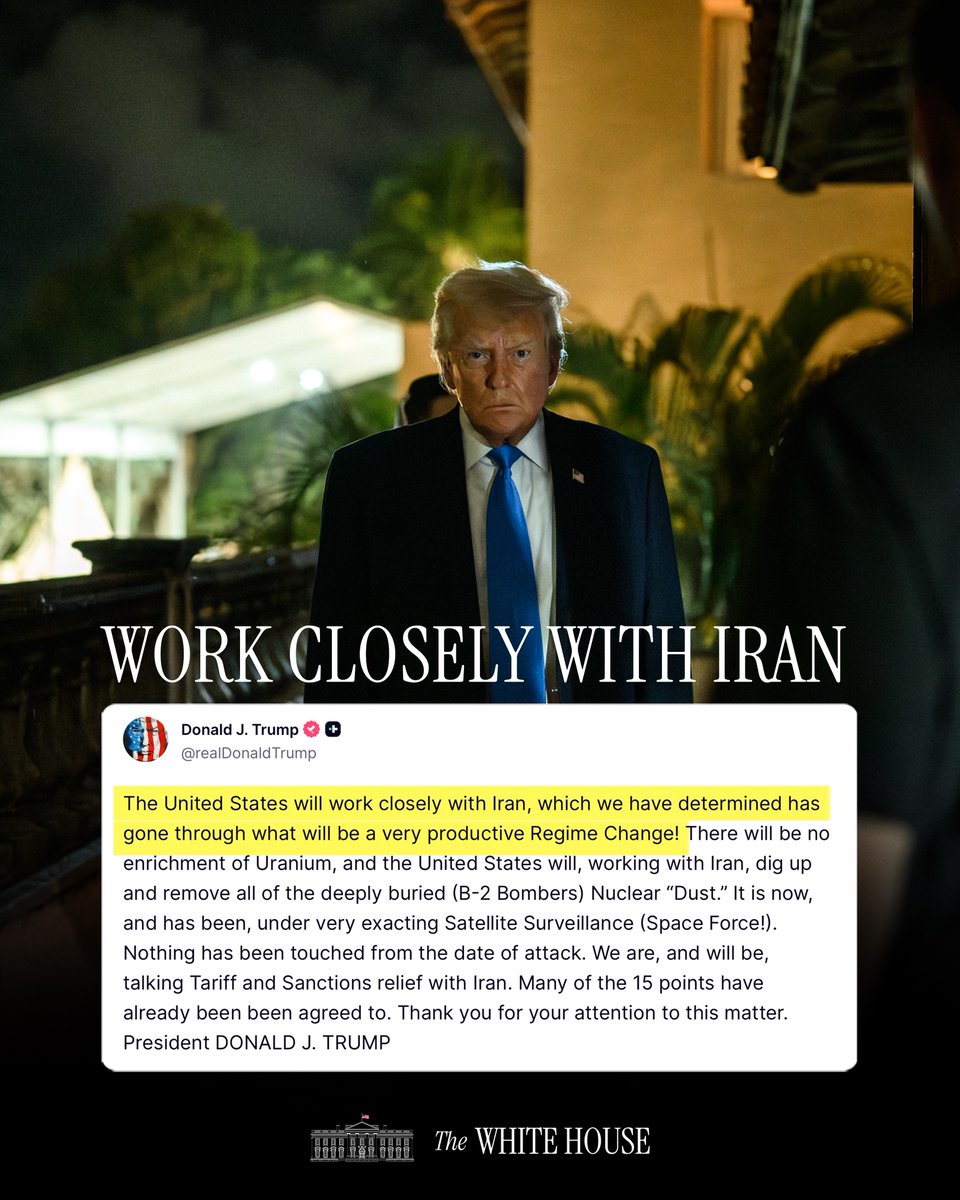 WORK CLOSELY WITH IRAN
Donald J. Trump
@realDonaldTrump
The United States will work closely with Iran, which we have determined has
gone through what will be a very productive Regime Change! There will be no
enrichment of Uranium, and the United States will, working with Iran, dig up
and remove all of the deeply buried (B-2 Bombers) Nuclear “Dust.” It is now,
and has been, under very exacting Satellite Surveillance (Space Force!).
Nothing has been touched from the date of attack. We are, and will be,
talking Tariff and Sanctions relief with Iran. Many of the 15 points have
already been been agreed to. Thank you for your attention to this matter.
President DONALD J. TRUMP
The WHITE HOUSE